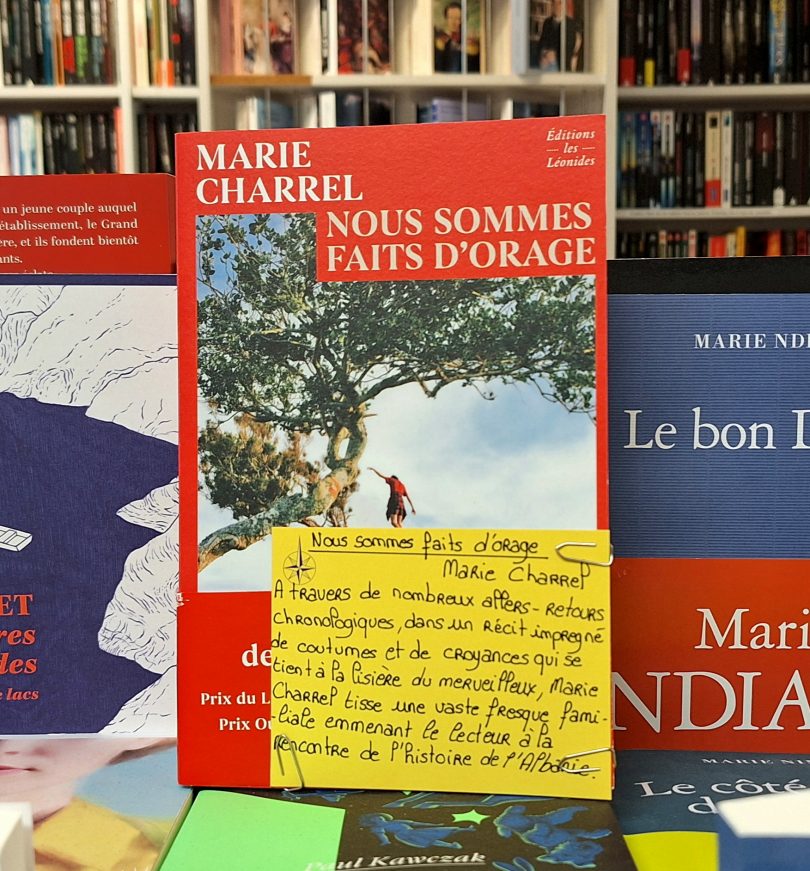 MARIE
CHARREL
Éditions
les
Léonides
NOUS SOMMES
FAITS D'ORAGE
de
Prix du L
Prix Ou
Nous sommes faits d'orage
Marie Charrel
A travers de nombreux allers-retours
chronologiques, dans un récit imprégné
de coutumes et de croyances qui se
tient à la lisière du merveilleux, Marie
Charrel tisse une vaste fresque fami-
liale emmenant le lecteur à la
rencontre de l'histoire de l'Albanie.
un jeune couple auquel
établissement, le Grand
ère, et ils fondent bientôt
ants.
ET
res
des
e lacs
MARIE NDI
Le bon D
Mari
NDIA
MARIE NDI
Le côté
d
Paul Kawczak